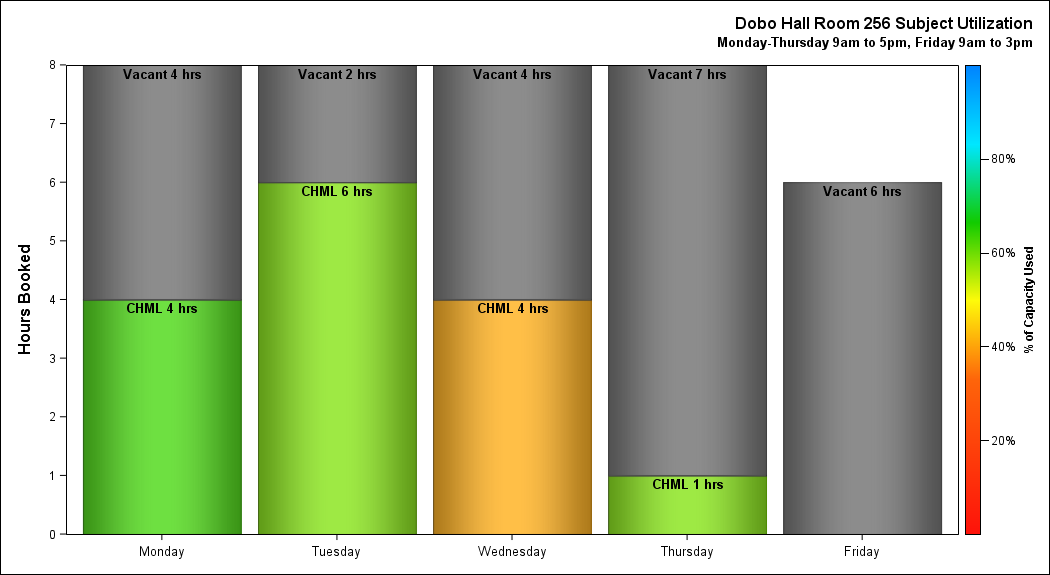 Dobo Hall Room 256 Subject Utilization
Monday-Thursday 9am to 5pm, Friday 9am to 3pm
Hours Booked
8
7
6
5
4
3
2
1
0
Vacant 4 hrs
CHML 4 hrs
Vacant 2 hrs
CHML 6 hrs
Vacant 4 hrs
CHML 4 hrs
Vacant 7 hrs
CHML 1 hrs
Vacant 6 hrs
Monday
Tuesday
Wednesday
Thursday
Friday
80%
60%
40%
20%
% of Capacity Used